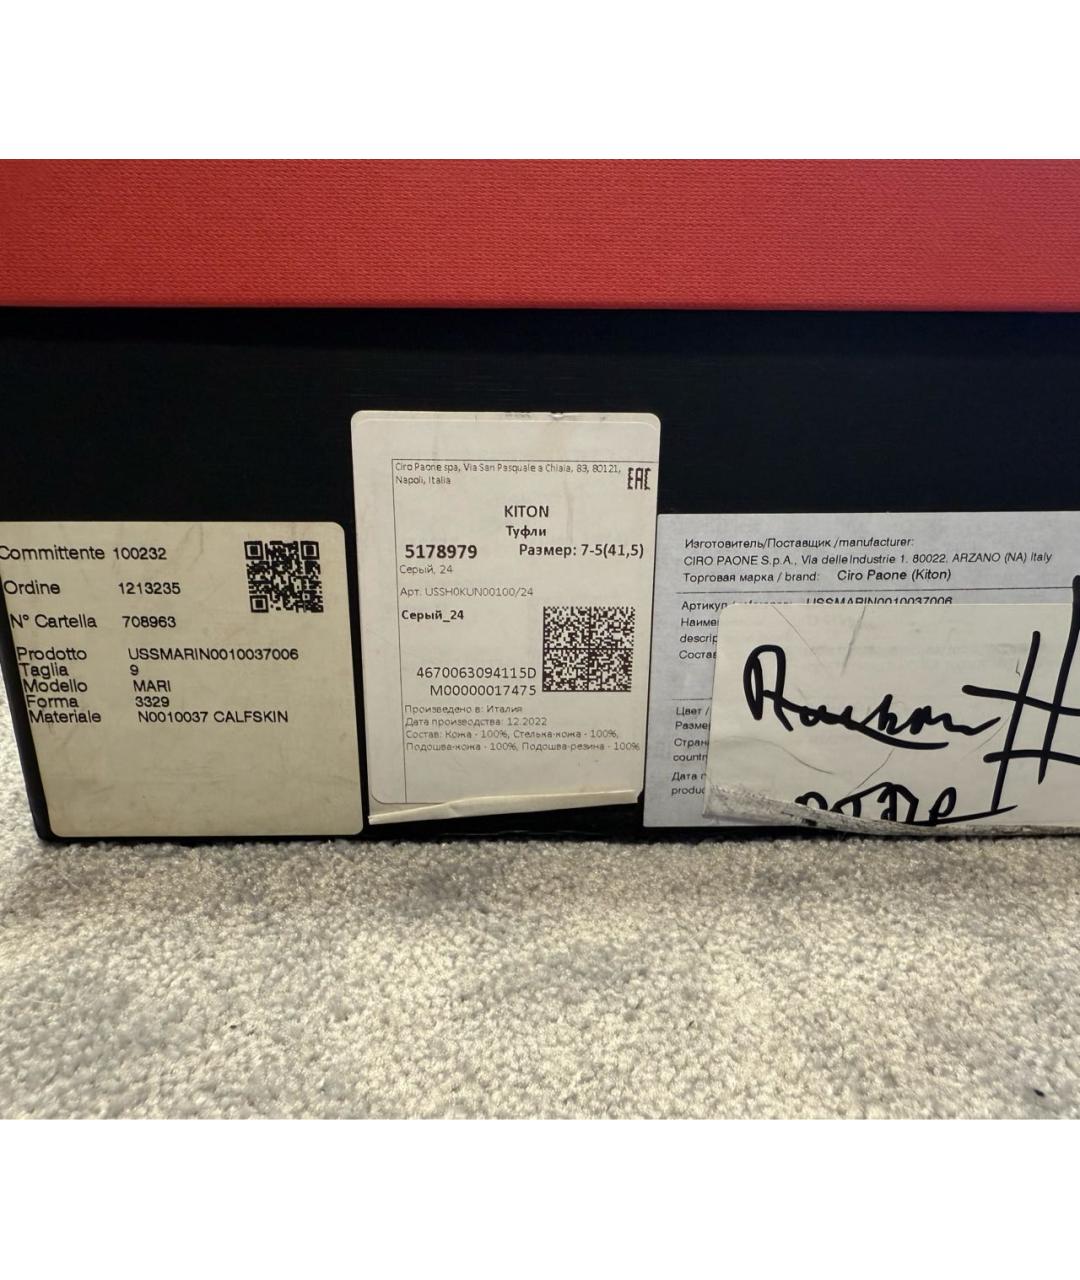 Committente 100232
Ordine 1213235
N° Cartella 708963
Prodotto USSMARIN0010037006
Taglia 9
Modello MARI
Forma 3329
Materiale N0010037 CALFSKIN
Ciro Paone spa, Via San Pasquale a Chiaia, 83, 80121,
Napoli, Italia
EAC
KITON
Туфли
5178979 Размер: 7-5(41,5)
Серый, 24
Арт. USSH0KUN00100/24
Серый_24
4670063094115D
M00000017475
Произведено в: Италия
Дата производства: 12.2022
Состав: Кожа - 100%, Стелька-кожа - 100%,
Подошва-кожа - 100%, Подошва-резина - 100%
Изготовитель/Поставщик /manufacturer:
CIRO PAONE S.p.A., Via delle Industrie 1. 80022, ARZANO (NA) Italy
Торговая марка / brand: Ciro Paone (Kiton)
USSMARIN0010037006
Цвет /